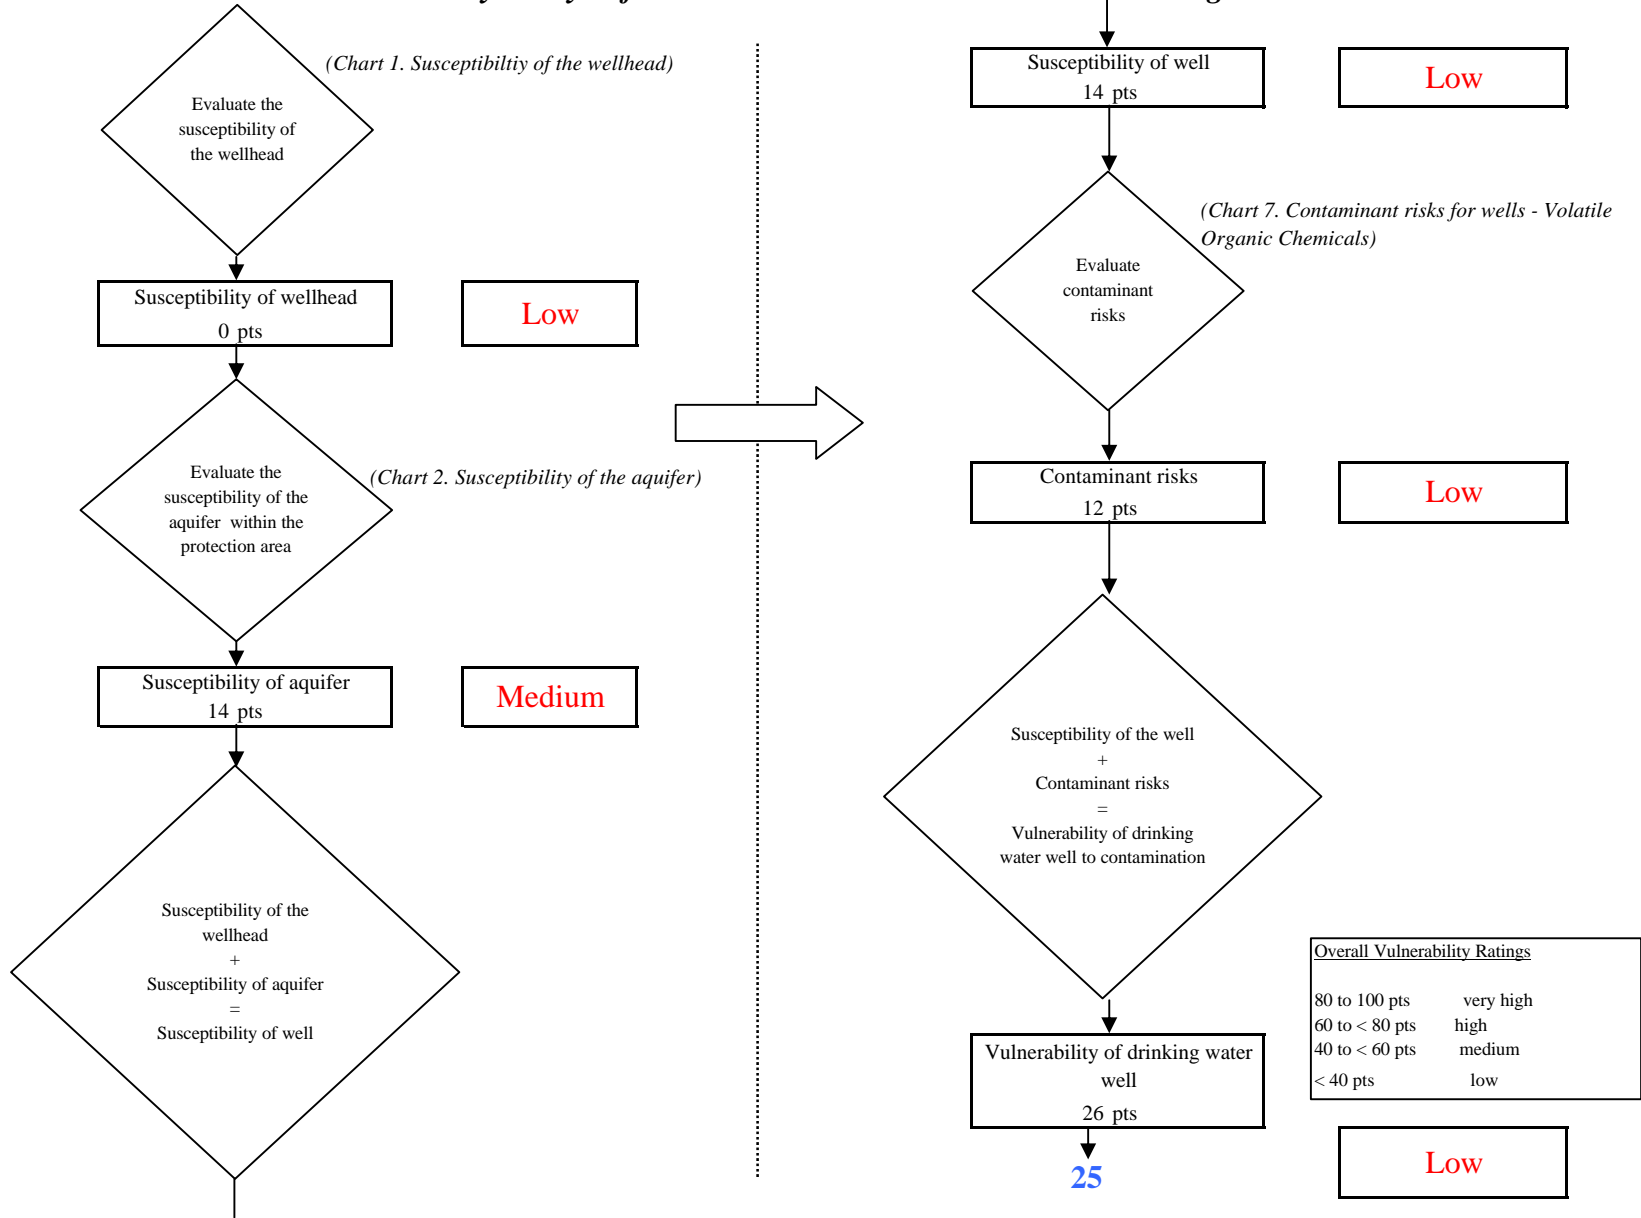 (Chart 1. Susceptibiltiy of the wellhead)
Evaluate the
susceptibility of
the wellhead
Susceptibility of wellhead
0 pts
Low
Evaluate the
susceptibility of the
aquifer within the
protection area
(Chart 2. Susceptibility of the aquifer)
Susceptibility of aquifer
14 pts
Medium
Susceptibility of the
wellhead
+
Susceptibility of aquifer
=
Susceptibility of well
Susceptibility of well
14 pts
Low
(Chart 7. Contaminant risks for wells - Volatile
Organic Chemicals)
Evaluate
contaminant
risks
Contaminant risks
12 pts
Low
Susceptibility of the well
+
Contaminant risks
=
Vulnerability of drinking
water well to contamination
Overall Vulnerability Ratings
80 to 100 pts very high
60 to < 80 pts high
40 to < 60 pts medium
< 40 pts low
Vulnerability of drinking water
well
26 pts
25
Low